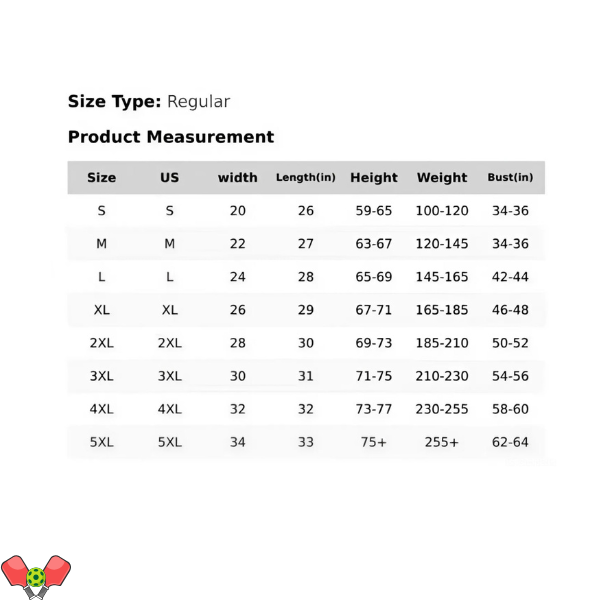 Size Type: Regular
Product Measurement
Size US width Length(in) Height Weight Bust(in)
S S 20 26 59-65 100-120 34-36
M M 22 27 63-67 120-145 34-36
L L 24 28 65-69 145-165 42-44
XL XL 26 29 67-71 165-185 46-48
2XL 2XL 28 30 69-73 185-210 50-52
3XL 3XL 30 31 71-75 210-230 54-56
4XL 4XL 32 32 73-77 230-255 58-60
5XL 5XL 34 33 75+ 255+ 62-64